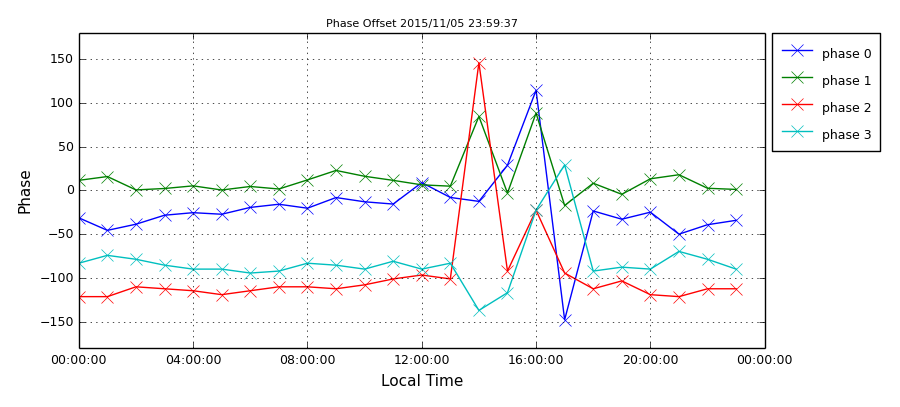 Phase Offset 2015/11/05 23:59:37
phase 0
phase 1
phase 2
phase 3
Phase
150
100
50
0
−50
−100
−150
00:00:00 04:00:00 08:00:00 12:00:00 16:00:00 20:00:00 00:00:00
Local Time